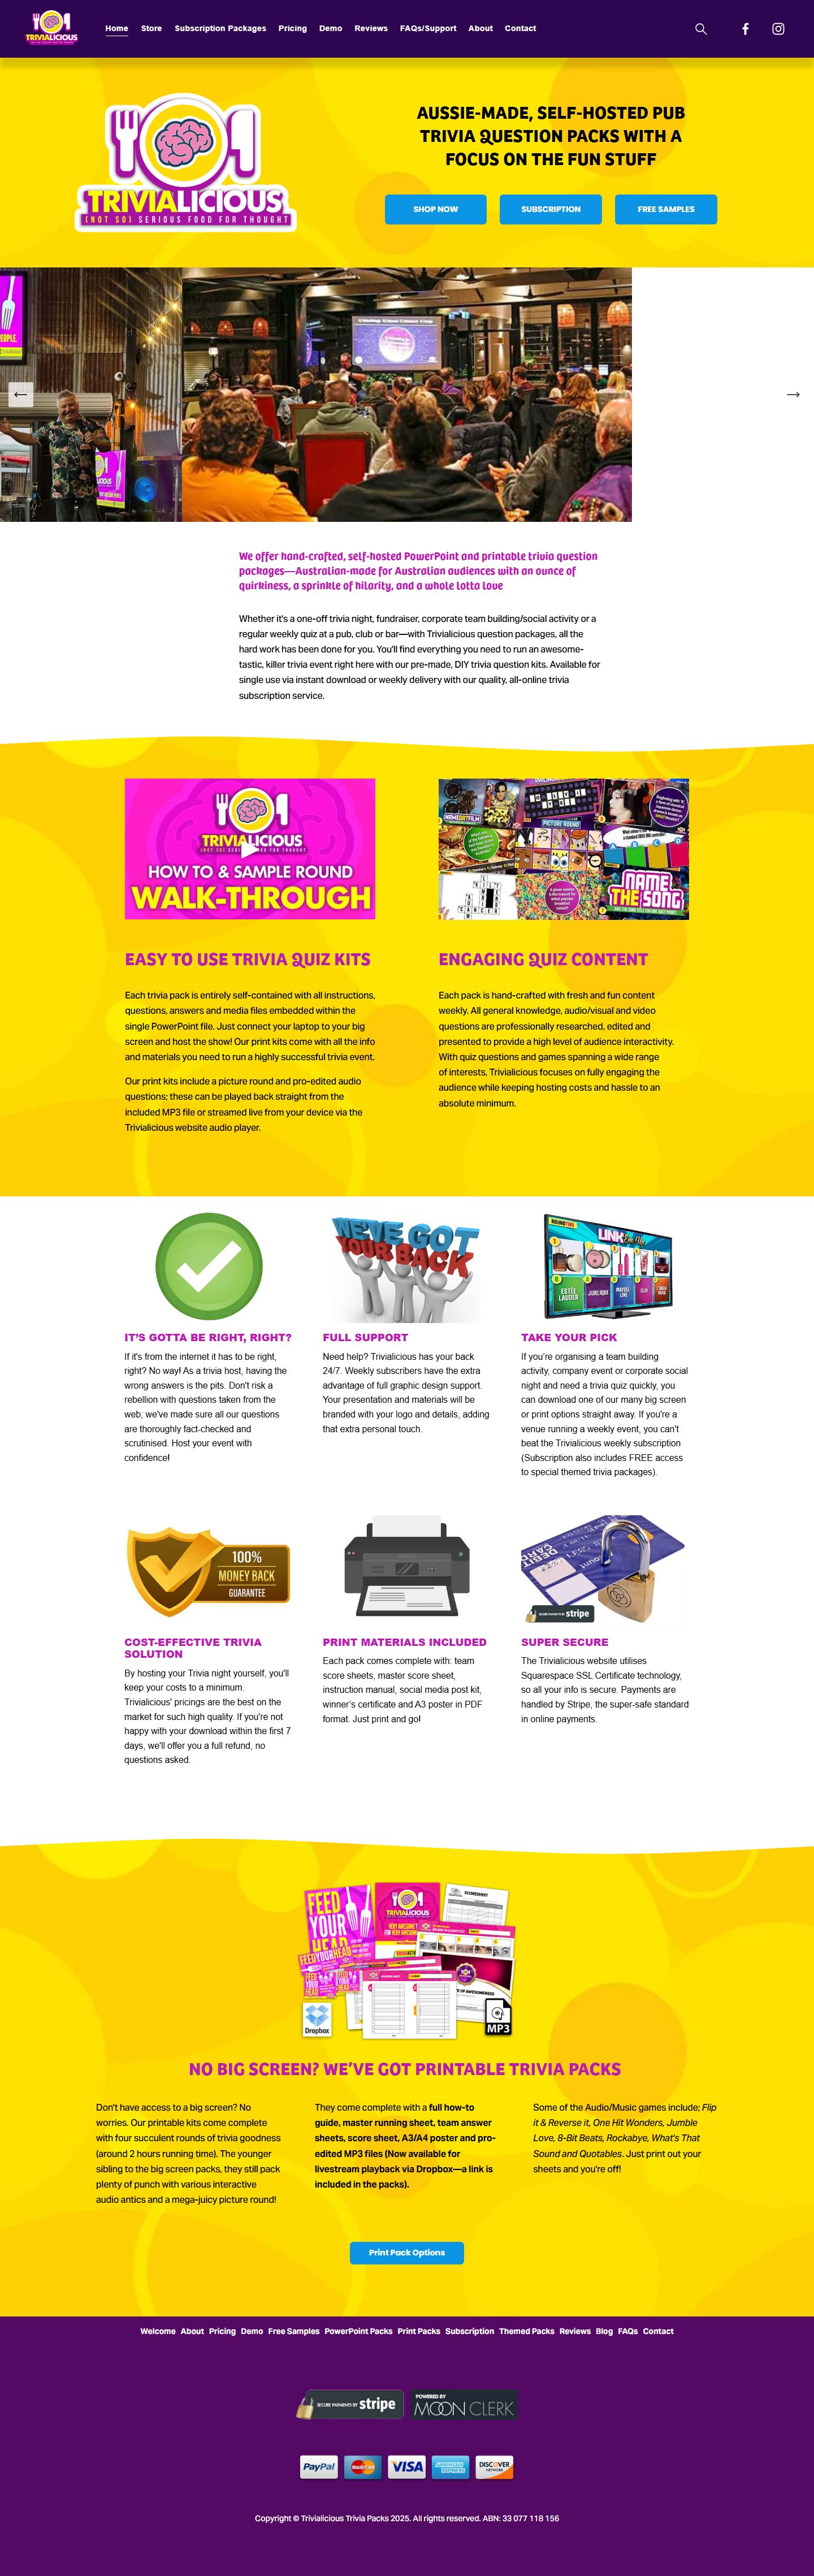 TRIVIALICIOUS
Home Store Subscription Packages Pricing Demo Reviews FAQs/Support About Contact
AUSSIE-MADE, SELF-HOSTED PUB
TRIVIA QUESTION PACKS WITH A
FOCUS ON THE FUN STUFF
TRIVIALICIOUS
(NOT SO) SERIOUS FOOD FOR THOUGHT
SHOP NOW SUBSCRIPTION FREE SAMPLES
We offer hand-crafted, self-hosted PowerPoint and printable trivia question
packages—Australian-made for Australian audiences with an ounce of
quirkiness, a sprinkle of hilarity, and a whole lotta love
Whether it's a one-off trivia night, fundraiser, corporate team building/social activity or a
regular weekly quiz at a pub, club or bar—with Trivialicious question packages, all the
hard work has been done for you. You'll find everything you need to run an awesome-
tastic, killer trivia event right here with our pre-made, DIY trivia question kits. Available for
single use via instant download or weekly delivery with our quality, all-online trivia
subscription service.
TRIVIALICIOUS
HOW TO & SAMPLE ROUND
WALK-THROUGH
PICTURE ROUND!
NAME
THE SONG
EASY TO USE TRIVIA QUIZ KITS
Each trivia pack is entirely self-contained with all instructions,
questions, answers and media files embedded within the
single PowerPoint file. Just connect your laptop to your big
screen and host the show! Our print kits come with all the info
and materials you need to run a highly successful trivia event.
Our print kits include a picture round and pro-edited audio
questions; these can be played back straight from the
included MP3 file or streamed live from your device via the
Trivialicious website audio player.
ENGAGING QUIZ CONTENT
Each pack is hand-crafted with fresh and fun content
weekly. All general knowledge, audio/visual and video
questions are professionally researched, edited and
presented to provide a high level of audience interactivity.
With quiz questions and games spanning a wide range
of interests, Trivialicious focuses on fully engaging the
audience while keeping hosting costs and hassle to an
absolute minimum.
WE'VE GOT
YOUR BACK
LINK
ESTÉE
LAUDER
JURLIQUE
IT'S GOTTA BE RIGHT, RIGHT?
If it's from the internet it has to be right,
right? No way! As a trivia host, having the
wrong answers is the pits. Don't risk a
rebellion with questions taken from the
web; we've made sure all our questions
are thoroughly fact-checked and
scrutinised. Host your event with
confidence!
FULL SUPPORT
Need help? Trivialicious has your back
24/7. Weekly subscribers have the extra
advantage of full graphic design support.
Your presentation and materials will be
branded with your logo and details, adding
that extra personal touch.
TAKE YOUR PICK
If you're organising a team building
activity, company event or corporate social
night and need a trivia quiz quickly, you
can download one of our many big screen
or print options straight away. If you're a
venue running a weekly event, you can't
beat the Trivialicious weekly subscription
(Subscription also includes FREE access
to special themed trivia packages).
100%
MONEY BACK
GUARANTEE
stripe
COST-EFFECTIVE TRIVIA
SOLUTION
By hosting your Trivia night yourself, you'll
keep your costs to a minimum.
Trivialicious' pricings are the best on the
market for such high quality. If you're not
happy with your download within the first 7
days, we'll offer you a full refund, no
questions asked.
PRINT MATERIALS INCLUDED
Each pack comes complete with: team
score sheets, master score sheet,
instruction manual, social media post kit,
winner's certificate and A3 poster in PDF
format. Just print and go!
SUPER SECURE
The Trivialicious website utilises
Squarespace SSL Certificate technology,
so all your info is secure. Payments are
handled by Stripe, the super-safe standard
in online payments.
FEED
YOUR
HEAD
TRIVIALICIOUS
SCORESHEET
Dropbox
MP3
NO BIG SCREEN? WE'VE GOT PRINTABLE TRIVIA PACKS
Don't have access to a big screen? No
worries. Our printable kits come complete
with four succulent rounds of trivia goodness
(around 2 hours running time). The younger
sibling to the big screen packs, they still pack
plenty of punch with various interactive
audio antics and a mega-juicy picture round!
They come complete with a full how-to
guide, master running sheet, team answer
sheets, score sheet, A3/A4 poster and pro-
edited MP3 files (Now available for
livestream playback via Dropbox—a link is
included in the packs).
Some of the Audio/Music games include; Flip
it & Reverse it, One Hit Wonders, Jumble
Love, 8-Bit Beats, Rockabye, What's That
Sound and Quotables. Just print out your
sheets and you're off!
Print Pack Options
Welcome About Pricing Demo Free Samples PowerPoint Packs Print Packs Subscription Themed Packs Reviews Blog FAQs Contact
SECURE PAYMENTS BY stripe
POWERED BY
MOON CLERK
PayPal MasterCard VISA AMERICAN EXPRESS DISCOVER NETWORK
Copyright © Trivialicious Trivia Packs 2025. All rights reserved. ABN: 33 077 118 156